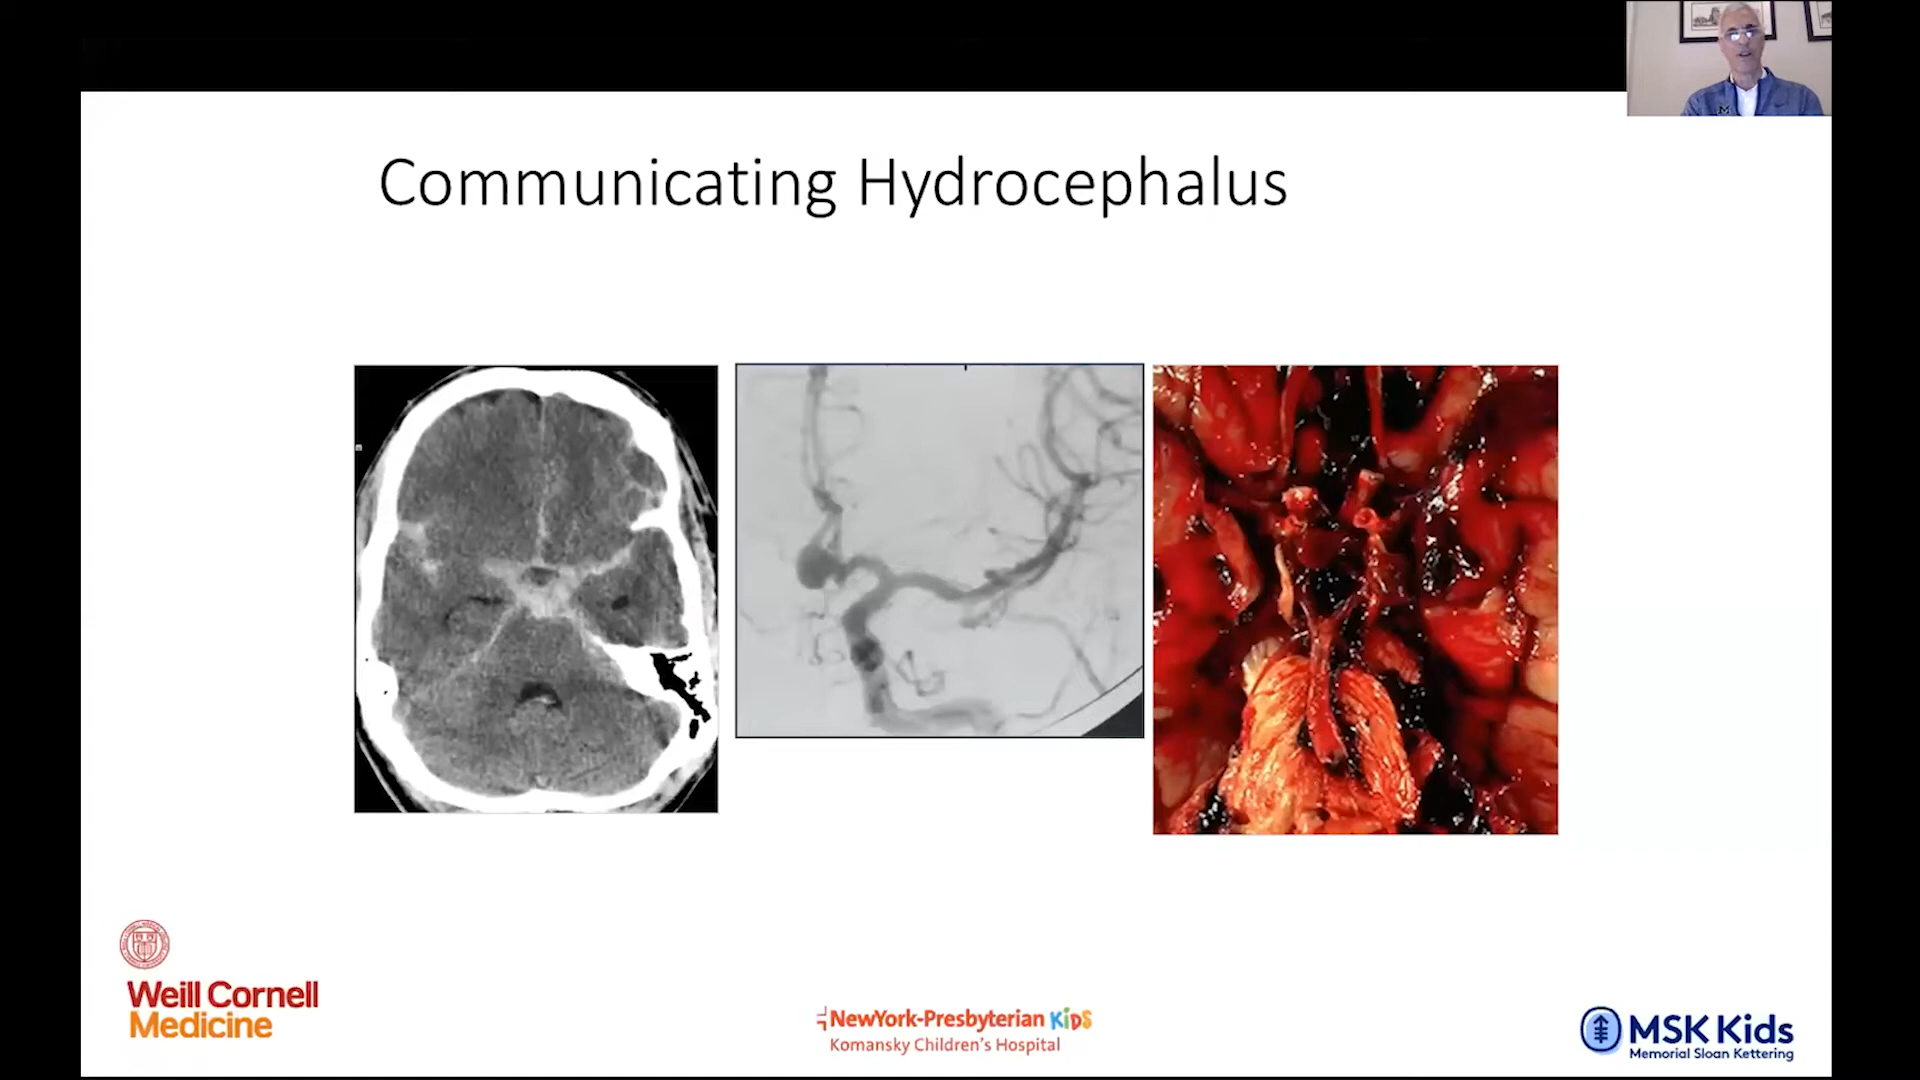 Communicating Hydrocephalus
Weill Cornell
Medicine
NewYork-Presbyterian KiDS
Komansky Children's Hospital
MSK Kids
Memorial Sloan Kettering